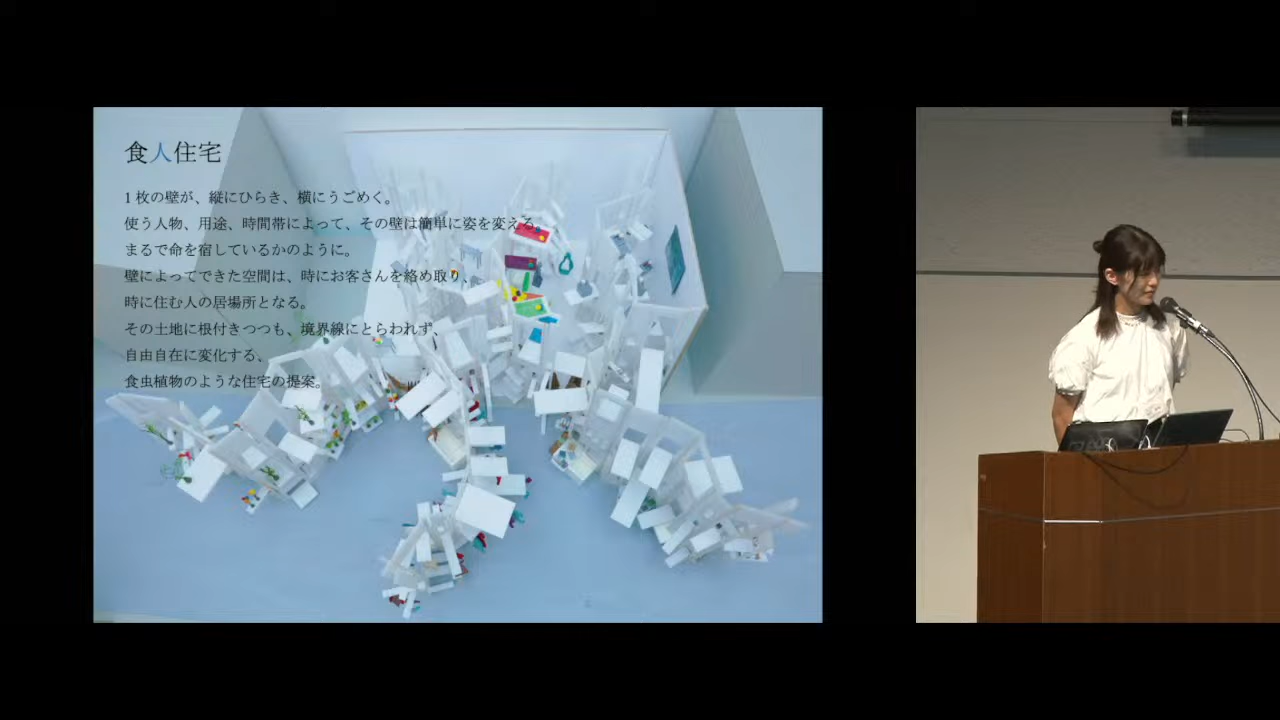 食人住宅
1枚の壁が、縦にひらき、横にうごめく。
使う人物、用途、時間帯によって、その壁は簡単に姿を変える。
まるで命を宿しているかのように。
壁によってできた空間は、時にお客さんを絡め取り、
時に住む人の居場所となる。
その土地に根付きつつも、境界線にとらわれず、
自由自在に変化する、
食虫植物のような住宅の提案。